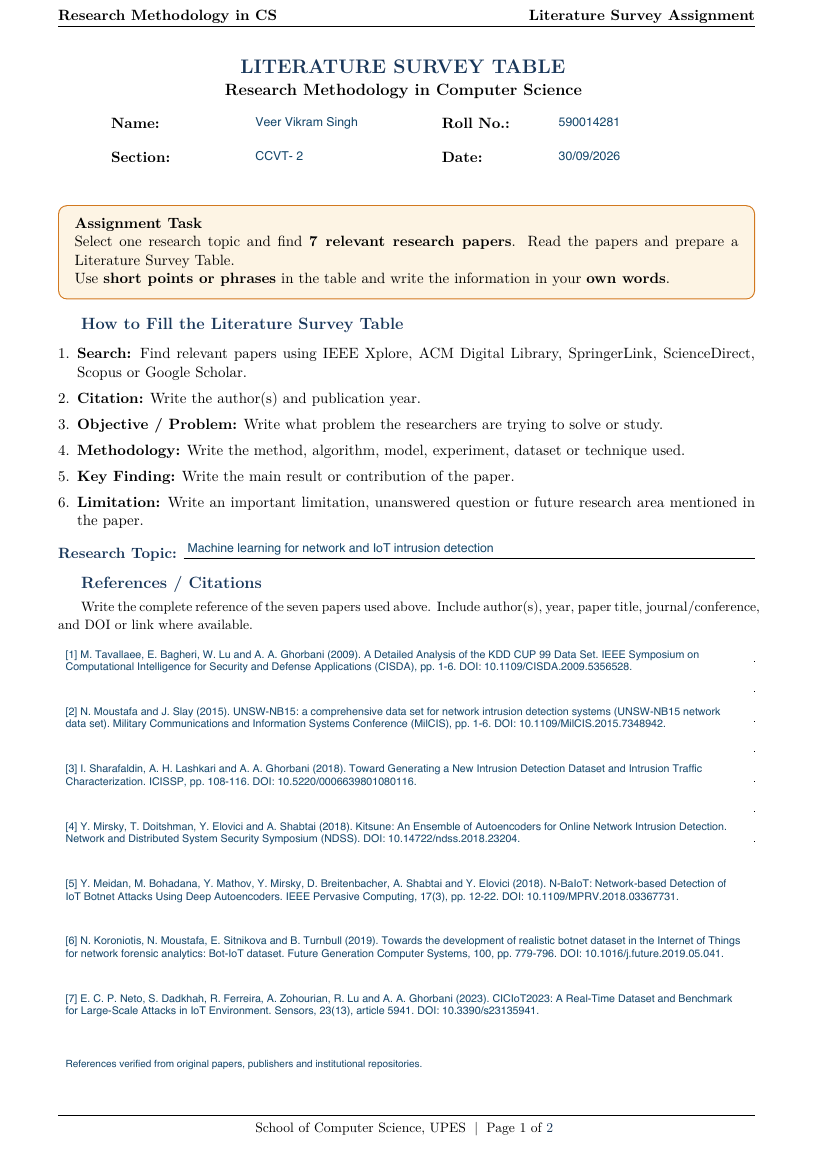 Research Methodology in CS Literature Survey Assignment
LITERATURE SURVEY TABLE
Research Methodology in Computer Science
Name: Veer Vikram Singh Roll No.: 590014281
Section: CCVT- 2 Date: 30/09/2026
Assignment Task
Select one research topic and find 7 relevant research papers. Read the papers and prepare a
Literature Survey Table.
Use short points or phrases in the table and write the information in your own words.
How to Fill the Literature Survey Table
1. Search: Find relevant papers using IEEE Xplore, ACM Digital Library, SpringerLink, ScienceDirect,
Scopus or Google Scholar.
2. Citation: Write the author(s) and publication year.
3. Objective / Problem: Write what problem the researchers are trying to solve or study.
4. Methodology: Write the method, algorithm, model, experiment, dataset or technique used.
5. Key Finding: Write the main result or contribution of the paper.
6. Limitation: Write an important limitation, unanswered question or future research area mentioned in
the paper.
Research Topic: Machine learning for network and IoT intrusion detection
References / Citations
Write the complete reference of the seven papers used above. Include author(s), year, paper title, journal/conference,
and DOI or link where available.
[1] M. Tavallaee, E. Bagheri, W. Lu and A. A. Ghorbani (2009). A Detailed Analysis of the KDD CUP 99 Data Set. IEEE Symposium on
Computational Intelligence for Security and Defense Applications (CISDA), pp. 1-6. DOI: 10.1109/CISDA.2009.5356528.
[2] N. Moustafa and J. Slay (2015). UNSW-NB15: a comprehensive data set for network intrusion detection systems (UNSW-NB15 network
data set). Military Communications and Information Systems Conference (MilCIS), pp. 1-6. DOI: 10.1109/MilCIS.2015.7348942.
[3] I. Sharafaldin, A. H. Lashkari and A. A. Ghorbani (2018). Toward Generating a New Intrusion Detection Dataset and Intrusion Traffic
Characterization. ICISSP, pp. 108-116. DOI: 10.5220/0006639801080116.
[4] Y. Mirsky, T. Doitshman, Y. Elovici and A. Shabtai (2018). Kitsune: An Ensemble of Autoencoders for Online Network Intrusion Detection.
Network and Distributed System Security Symposium (NDSS). DOI: 10.14722/ndss.2018.23204.
[5] Y. Meidan, M. Bohadana, Y. Mathov, Y. Mirsky, D. Breitenbacher, A. Shabtai and Y. Elovici (2018). N-BaIoT: Network-based Detection of
IoT Botnet Attacks Using Deep Autoencoders. IEEE Pervasive Computing, 17(3), pp. 12-22. DOI: 10.1109/MPRV.2018.03367731.
[6] N. Koroniotis, N. Moustafa, E. Sitnikova and B. Turnbull (2019). Towards the development of realistic botnet dataset in the Internet of Things
for network forensic analytics: Bot-IoT dataset. Future Generation Computer Systems, 100, pp. 779-796. DOI: 10.1016/j.future.2019.05.041.
[7] E. C. P. Neto, S. Dadkhah, R. Ferreira, A. Zohourian, R. Lu and A. A. Ghorbani (2023). CICIoT2023: A Real-Time Dataset and Benchmark
for Large-Scale Attacks in IoT Environment. Sensors, 23(13), article 5941. DOI: 10.3390/s23135941.
References verified from original papers, publishers and institutional repositories.
School of Computer Science, UPES | Page 1 of 2